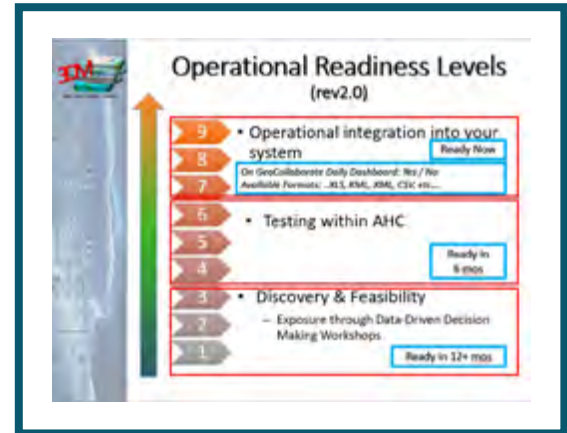 Operational Readiness Levels
(rev2.0)
9
• Operational integration into your
system
Ready Now
8
On GeoCollaborate Daily Dashboard: Yes / No
7
Available Formats: ..XLS, KML, XML, CSV, etc...
6
• Testing within AHC
5
4
Ready in
6 mos
3
• Discovery & Feasibility
– Exposure through Data-Driven Decision
2
Making Workshops
1
Ready in 12+ mos